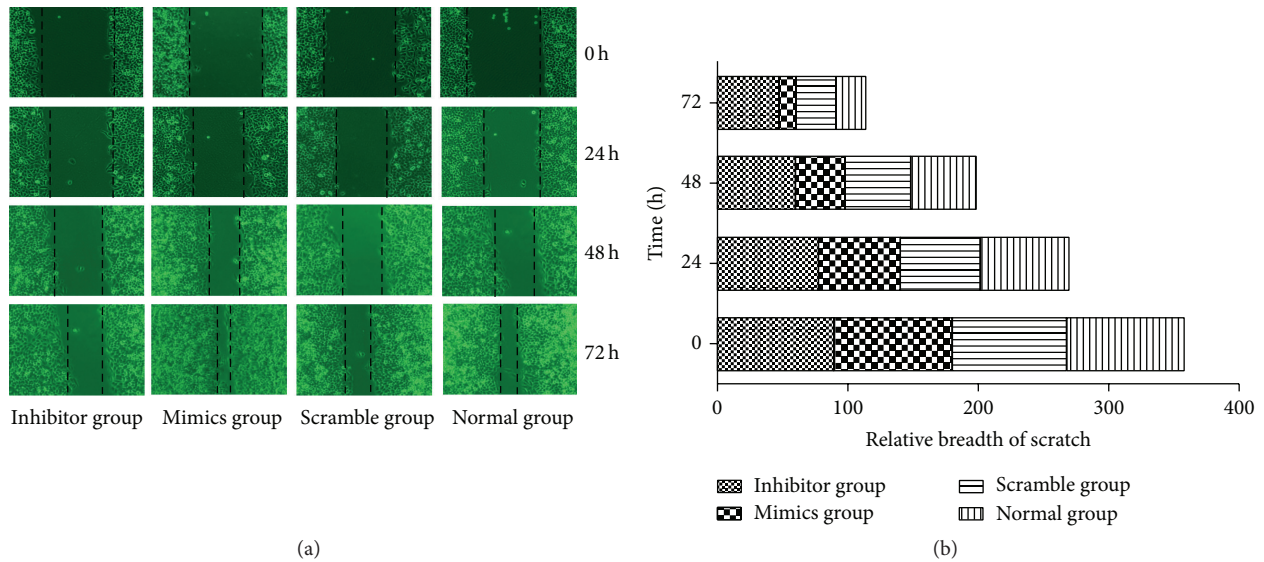 0 h
24 h
48 h
72 h
Inhibitor group Mimics group Scramble group Normal group
(a)
Time (h)
72
48
24
0
0 100 200 300 400
Relative breadth of scratch
Inhibitor group Scramble group
Mimics group Normal group
(b)